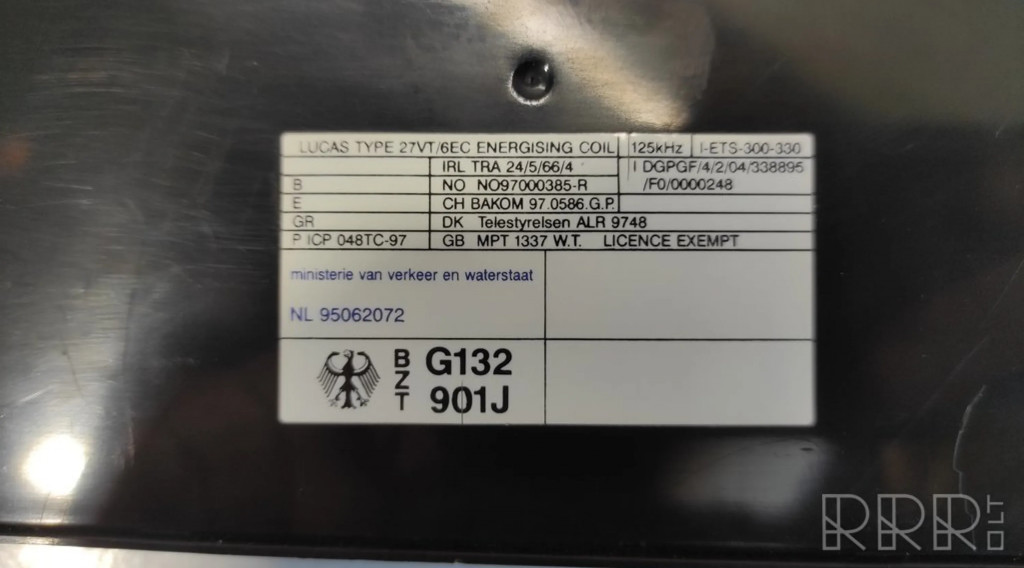 LUCAS TYPE 27VT/6EC ENERGISING COIL 125kHz I-ETS-300-330
IRL TRA 24/5/66/4 I DGPGF/4/2/04/338895
B NO NO97000385-R /F0/0000248
E CH BAKOM 97.0586.G.P.
GR DK Telestyrelsen ALR 9748
P ICP 048TC-97 GB MPT 1337 W.T. LICENCE EXEMPT
ministerie van verkeer en waterstaat
NL 95062072
BZT G132
901J
RRR.LT